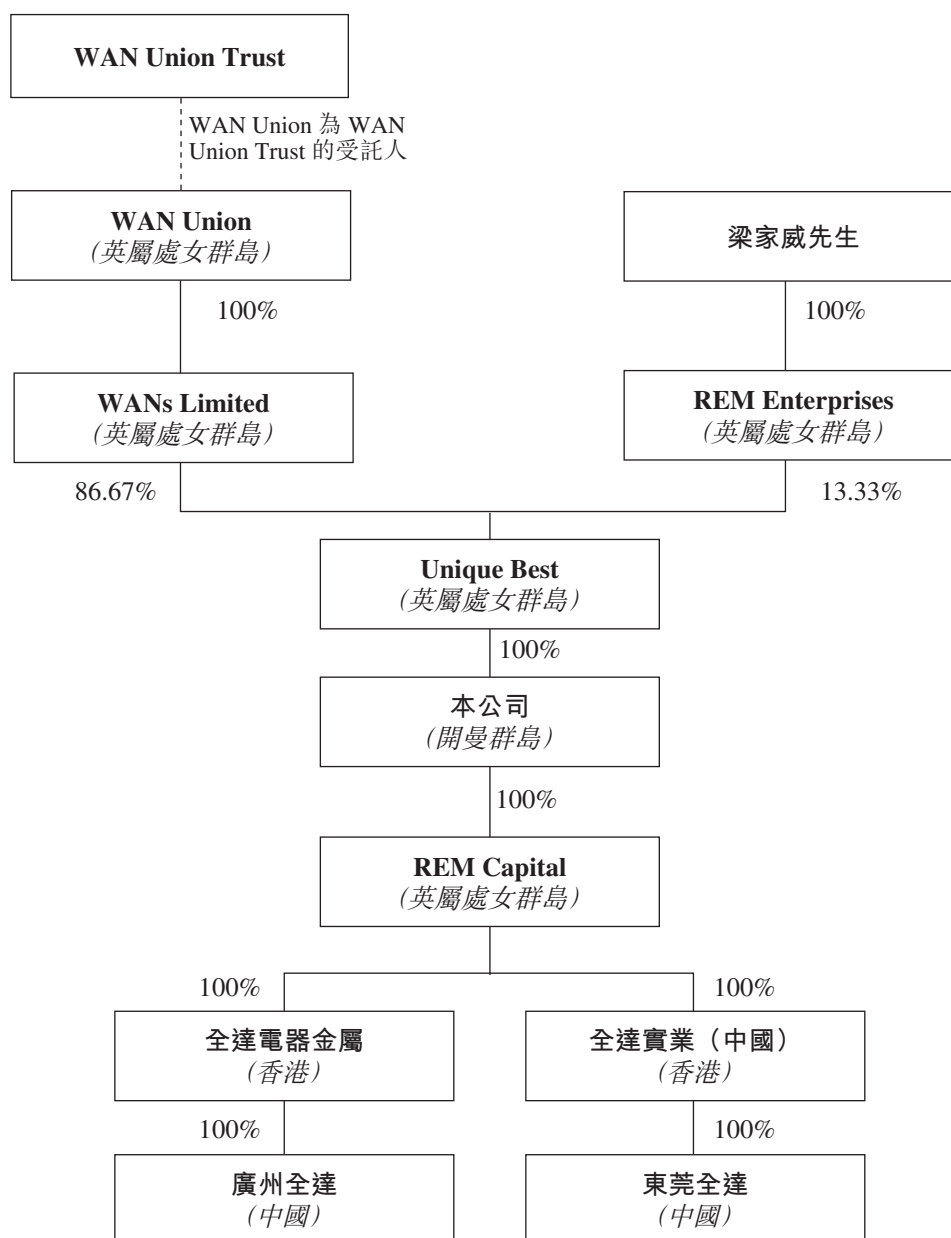 WAN Union Trust
WAN Union 為 WAN
Union Trust 的受託人
WAN Union
(英屬處女群島)
梁家威先生
100%
100%
WANs Limited
(英屬處女群島)
REM Enterprises
(英屬處女群島)
86.67%
13.33%
Unique Best
(英屬處女群島)
100%
本公司
(開曼群島)
100%
REM Capital
(英屬處女群島)
100%
100%
全達電器金屬
(香港)
全達實業（中國）
(香港)
100%
100%
廣州全達
(中國)
東莞全達
(中國)